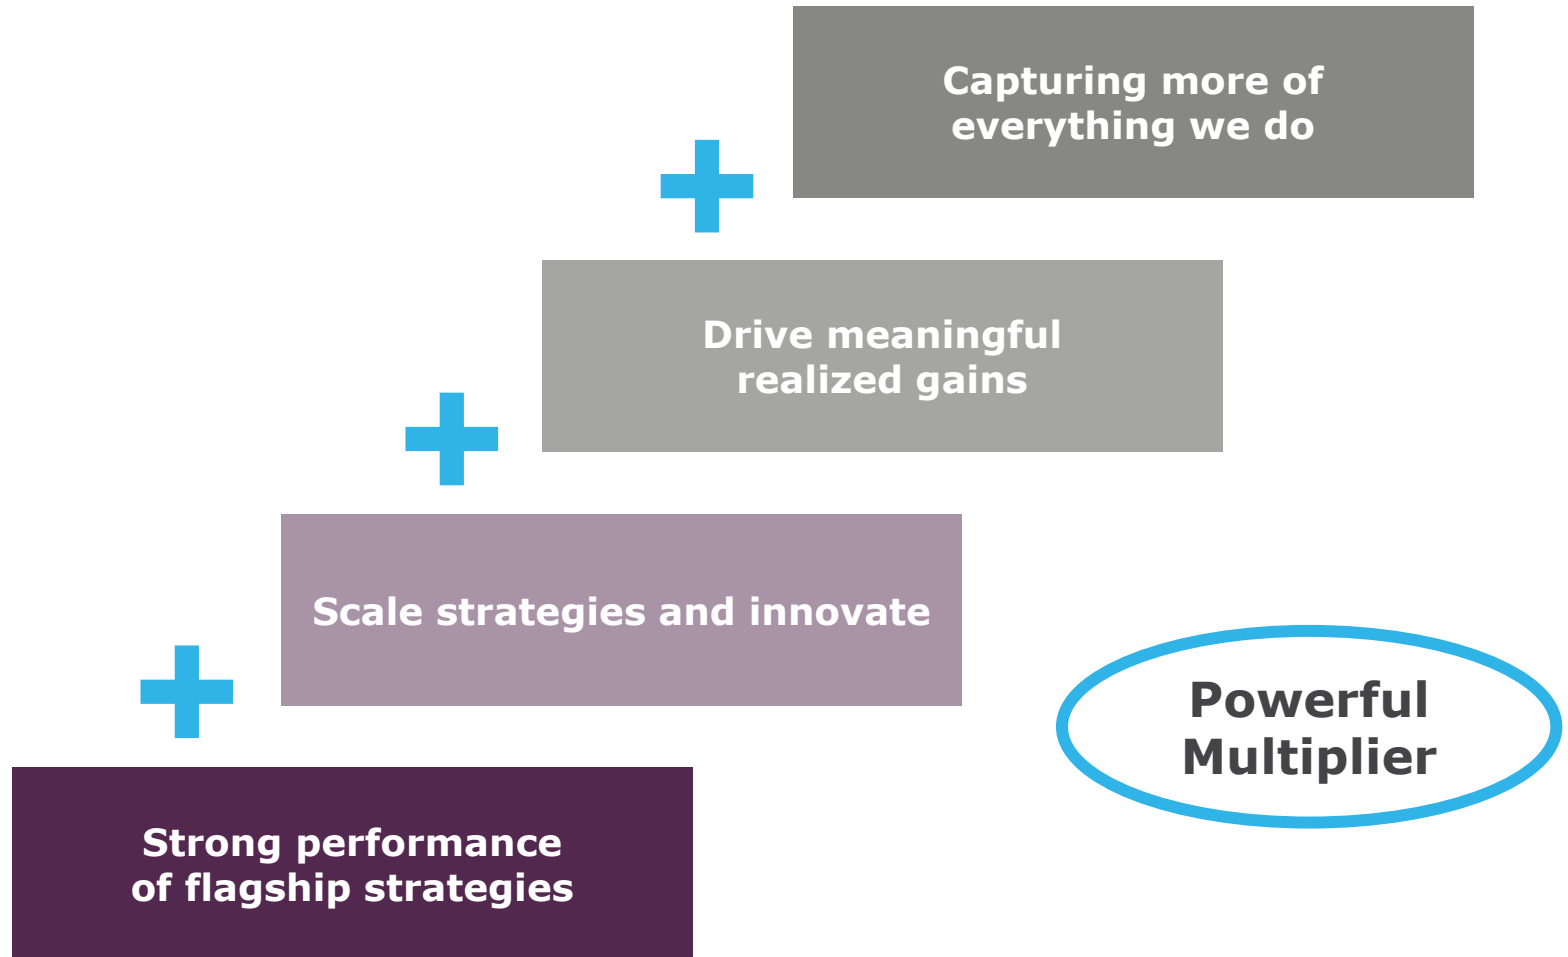 Capturing more of
everything we do
Drive meaningful
realized gains
Scale strategies and innovate
Powerful
Multiplier
Strong performance
of flagship strategies